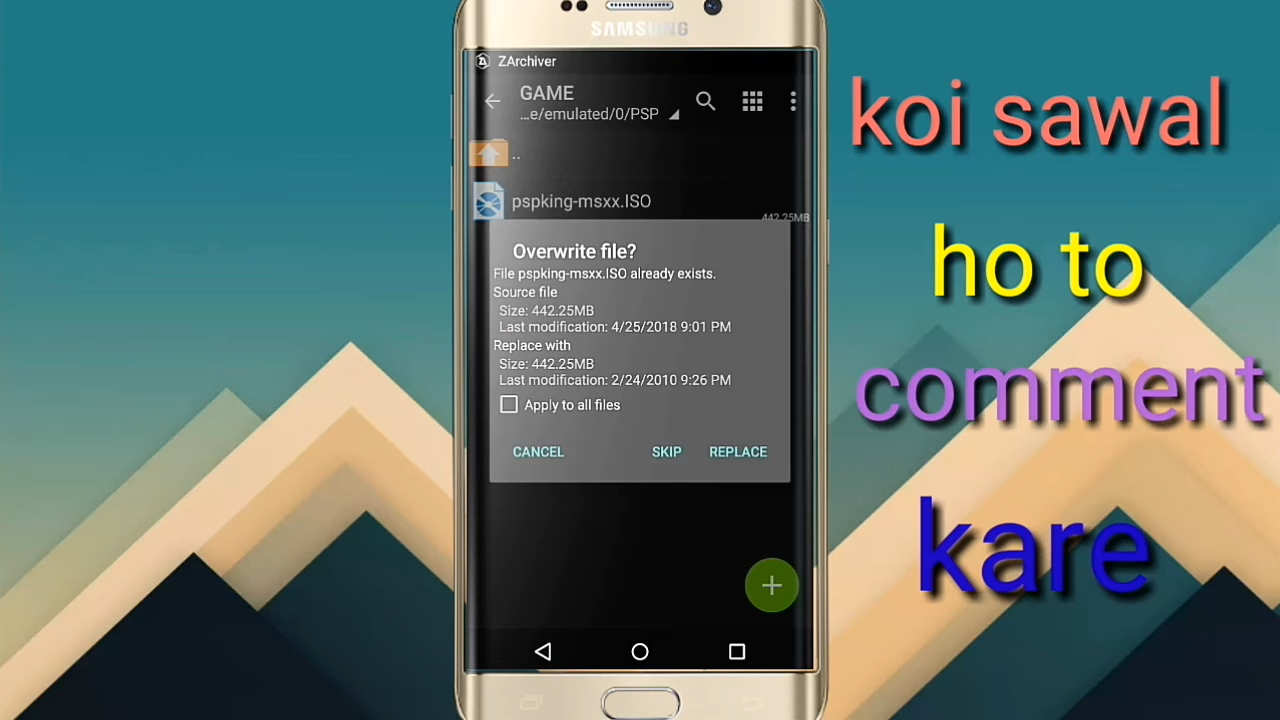 SAMSUNG
ZArchiver
GAME
...e/emulated/0/PSP
..
pspking-msxx.ISO
442.25MB
Overwrite file?
File pspking-msxx.ISO already exists.
Source file
Size: 442.25MB
Last modification: 4/25/2018 9:01 PM
Replace with
Size: 442.25MB
Last modification: 2/24/2010 9:26 PM
Apply to all files
CANCEL SKIP REPLACE
koi sawal
ho to
comment
kare